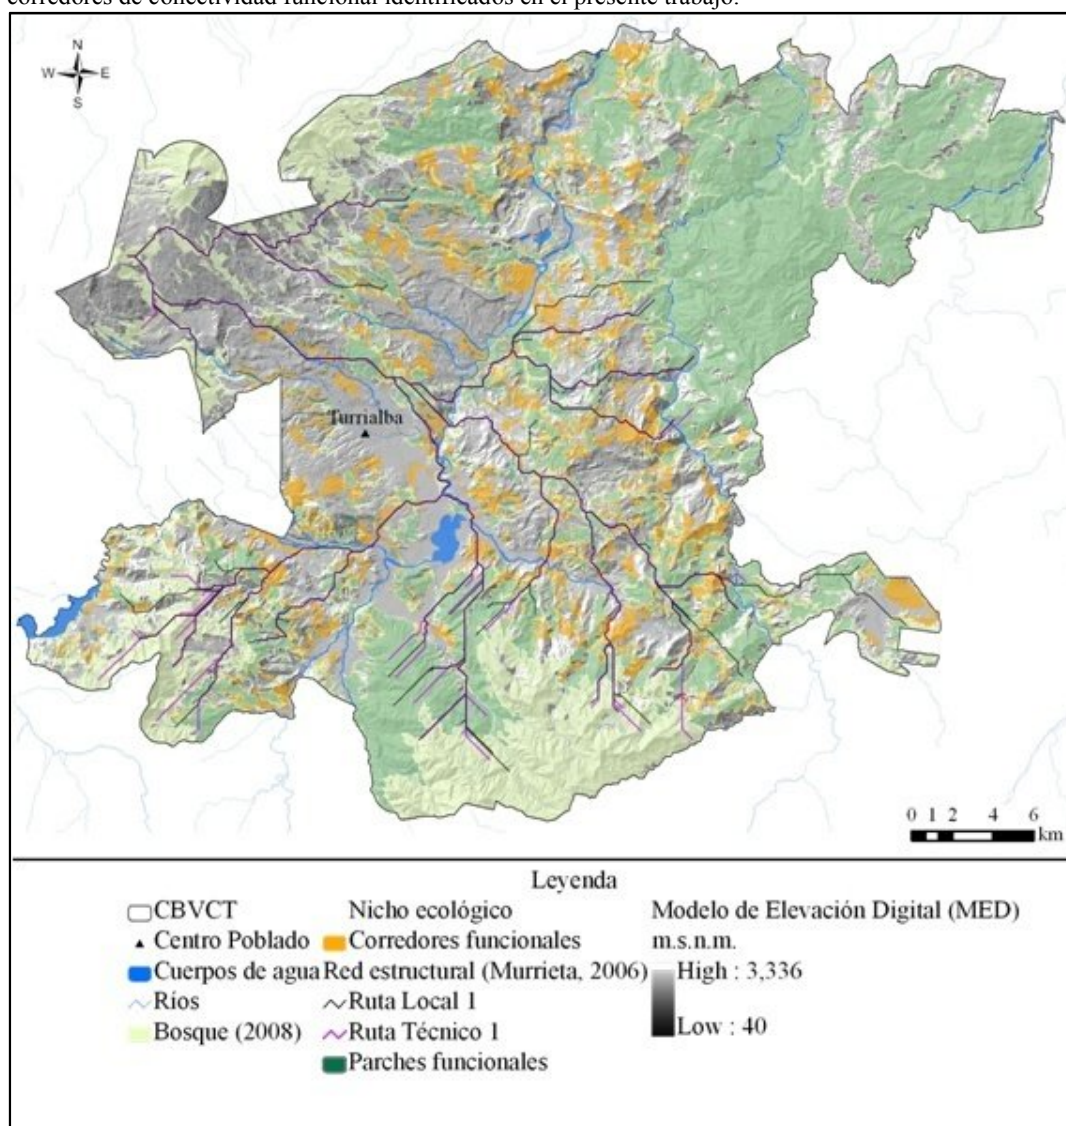 corredores de conectividad funcional identificados en el presente trabajo.
N
W E
S
Turrialba
0 1 2 4 6
km
Leyenda
CBVCT
Centro Poblado
Cuerpos de agua
Ríos
Bosque (2008)
Nicho ecológico
Corredores funcionales
Red estructural (Murrieta, 2006)
Ruta Local 1
Ruta Técnico 1
Parches funcionales
Modelo de Elevación Digital (MED)
m.s.n.m.
High : 3,336
Low : 40